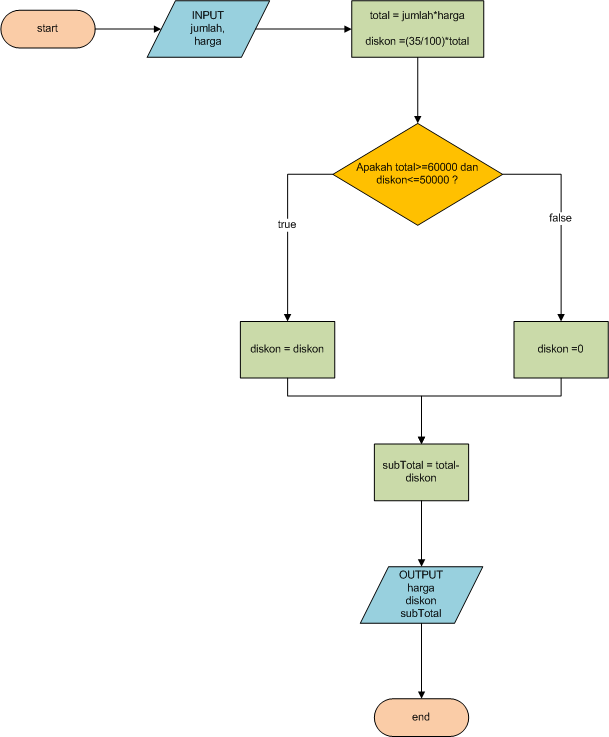 start
INPUT
jumlah,
harga
total = jumlah*harga
diskon =(35/100)*total
Apakah total>=60000 dan
diskon<=50000 ?
true
false
diskon = diskon
diskon =0
subTotal = total-
diskon
OUTPUT
harga
diskon
subTotal
end